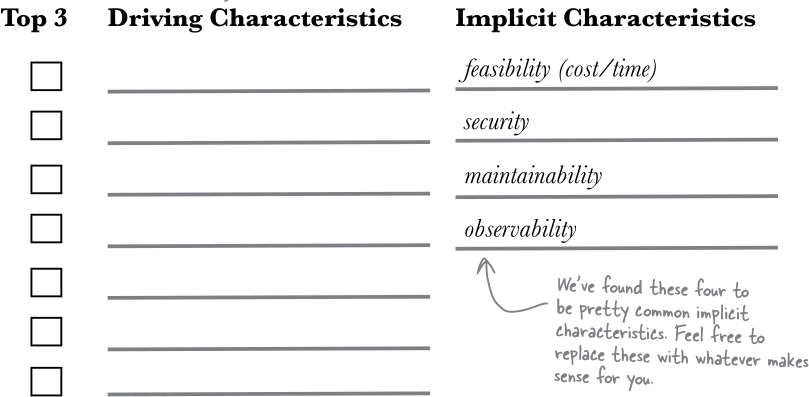 Top 3 Driving Characteristics Implicit Characteristics
feasibility (cost/time)
security
maintainability
observability
We've found these four to
be pretty common implicit
characteristics. Feel free to
replace these with whatever makes
sense for you.